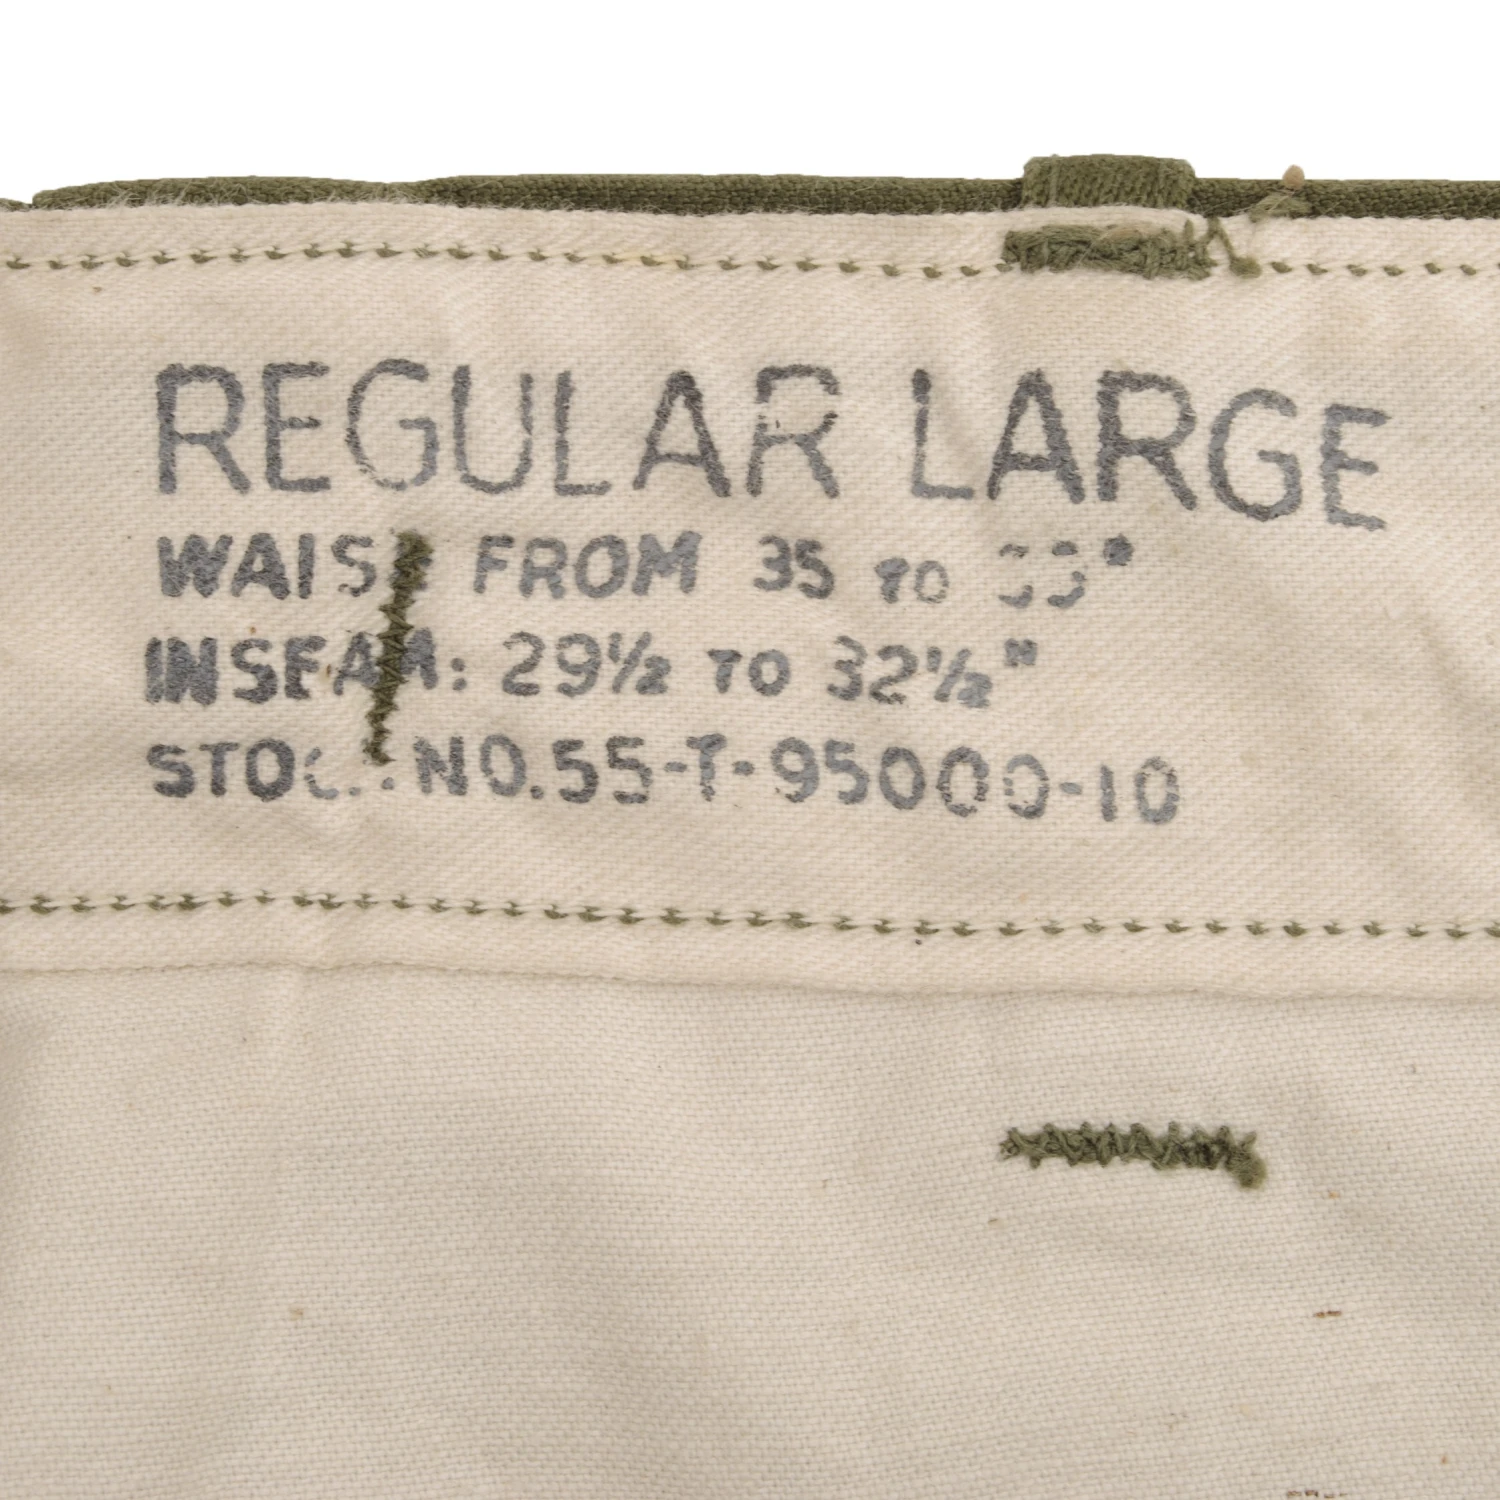 REGULAR LARGE
WAIST FROM 35 TO
INSEAM: 29½ TO 32½"
STOCK NO. 55-T-95000-10